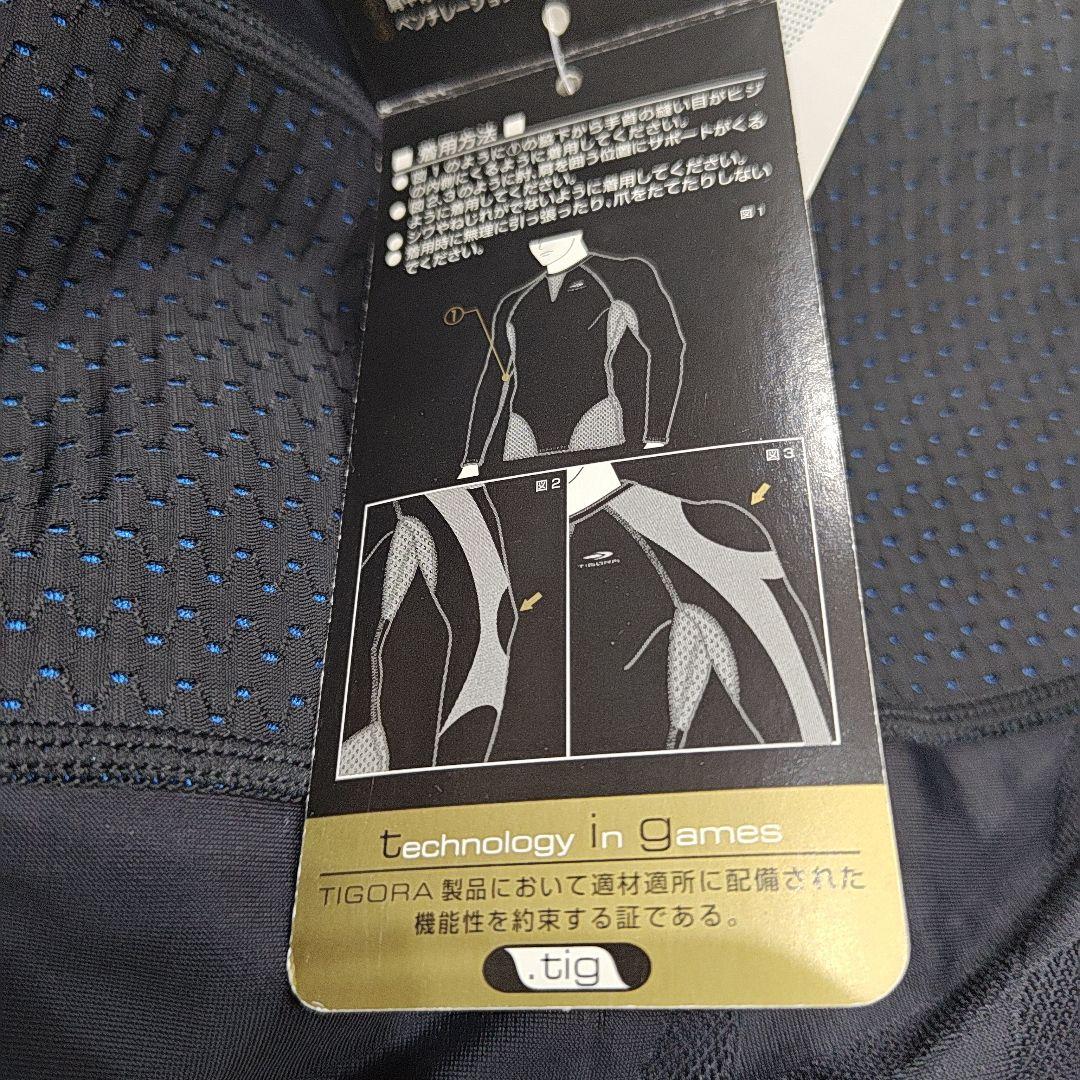 ベンチレーション
■ 着用方法 ■
● 図1のように①の脇下から手首の縫い目がヒジ
の内側にくるように着用してください。
● 図2,3のように肘、肩を囲う位置にサポートがくる
ように着用してください。
● シワやねじれがでないように着用してください。
● 着用時に無理に引っ張ったり、爪をたてたりしない
でください。
図1
①
図2
図3
TIGORA
technology in games
TIGORA 製品において適材適所に配備された
機能性を約束する証である。
.tig